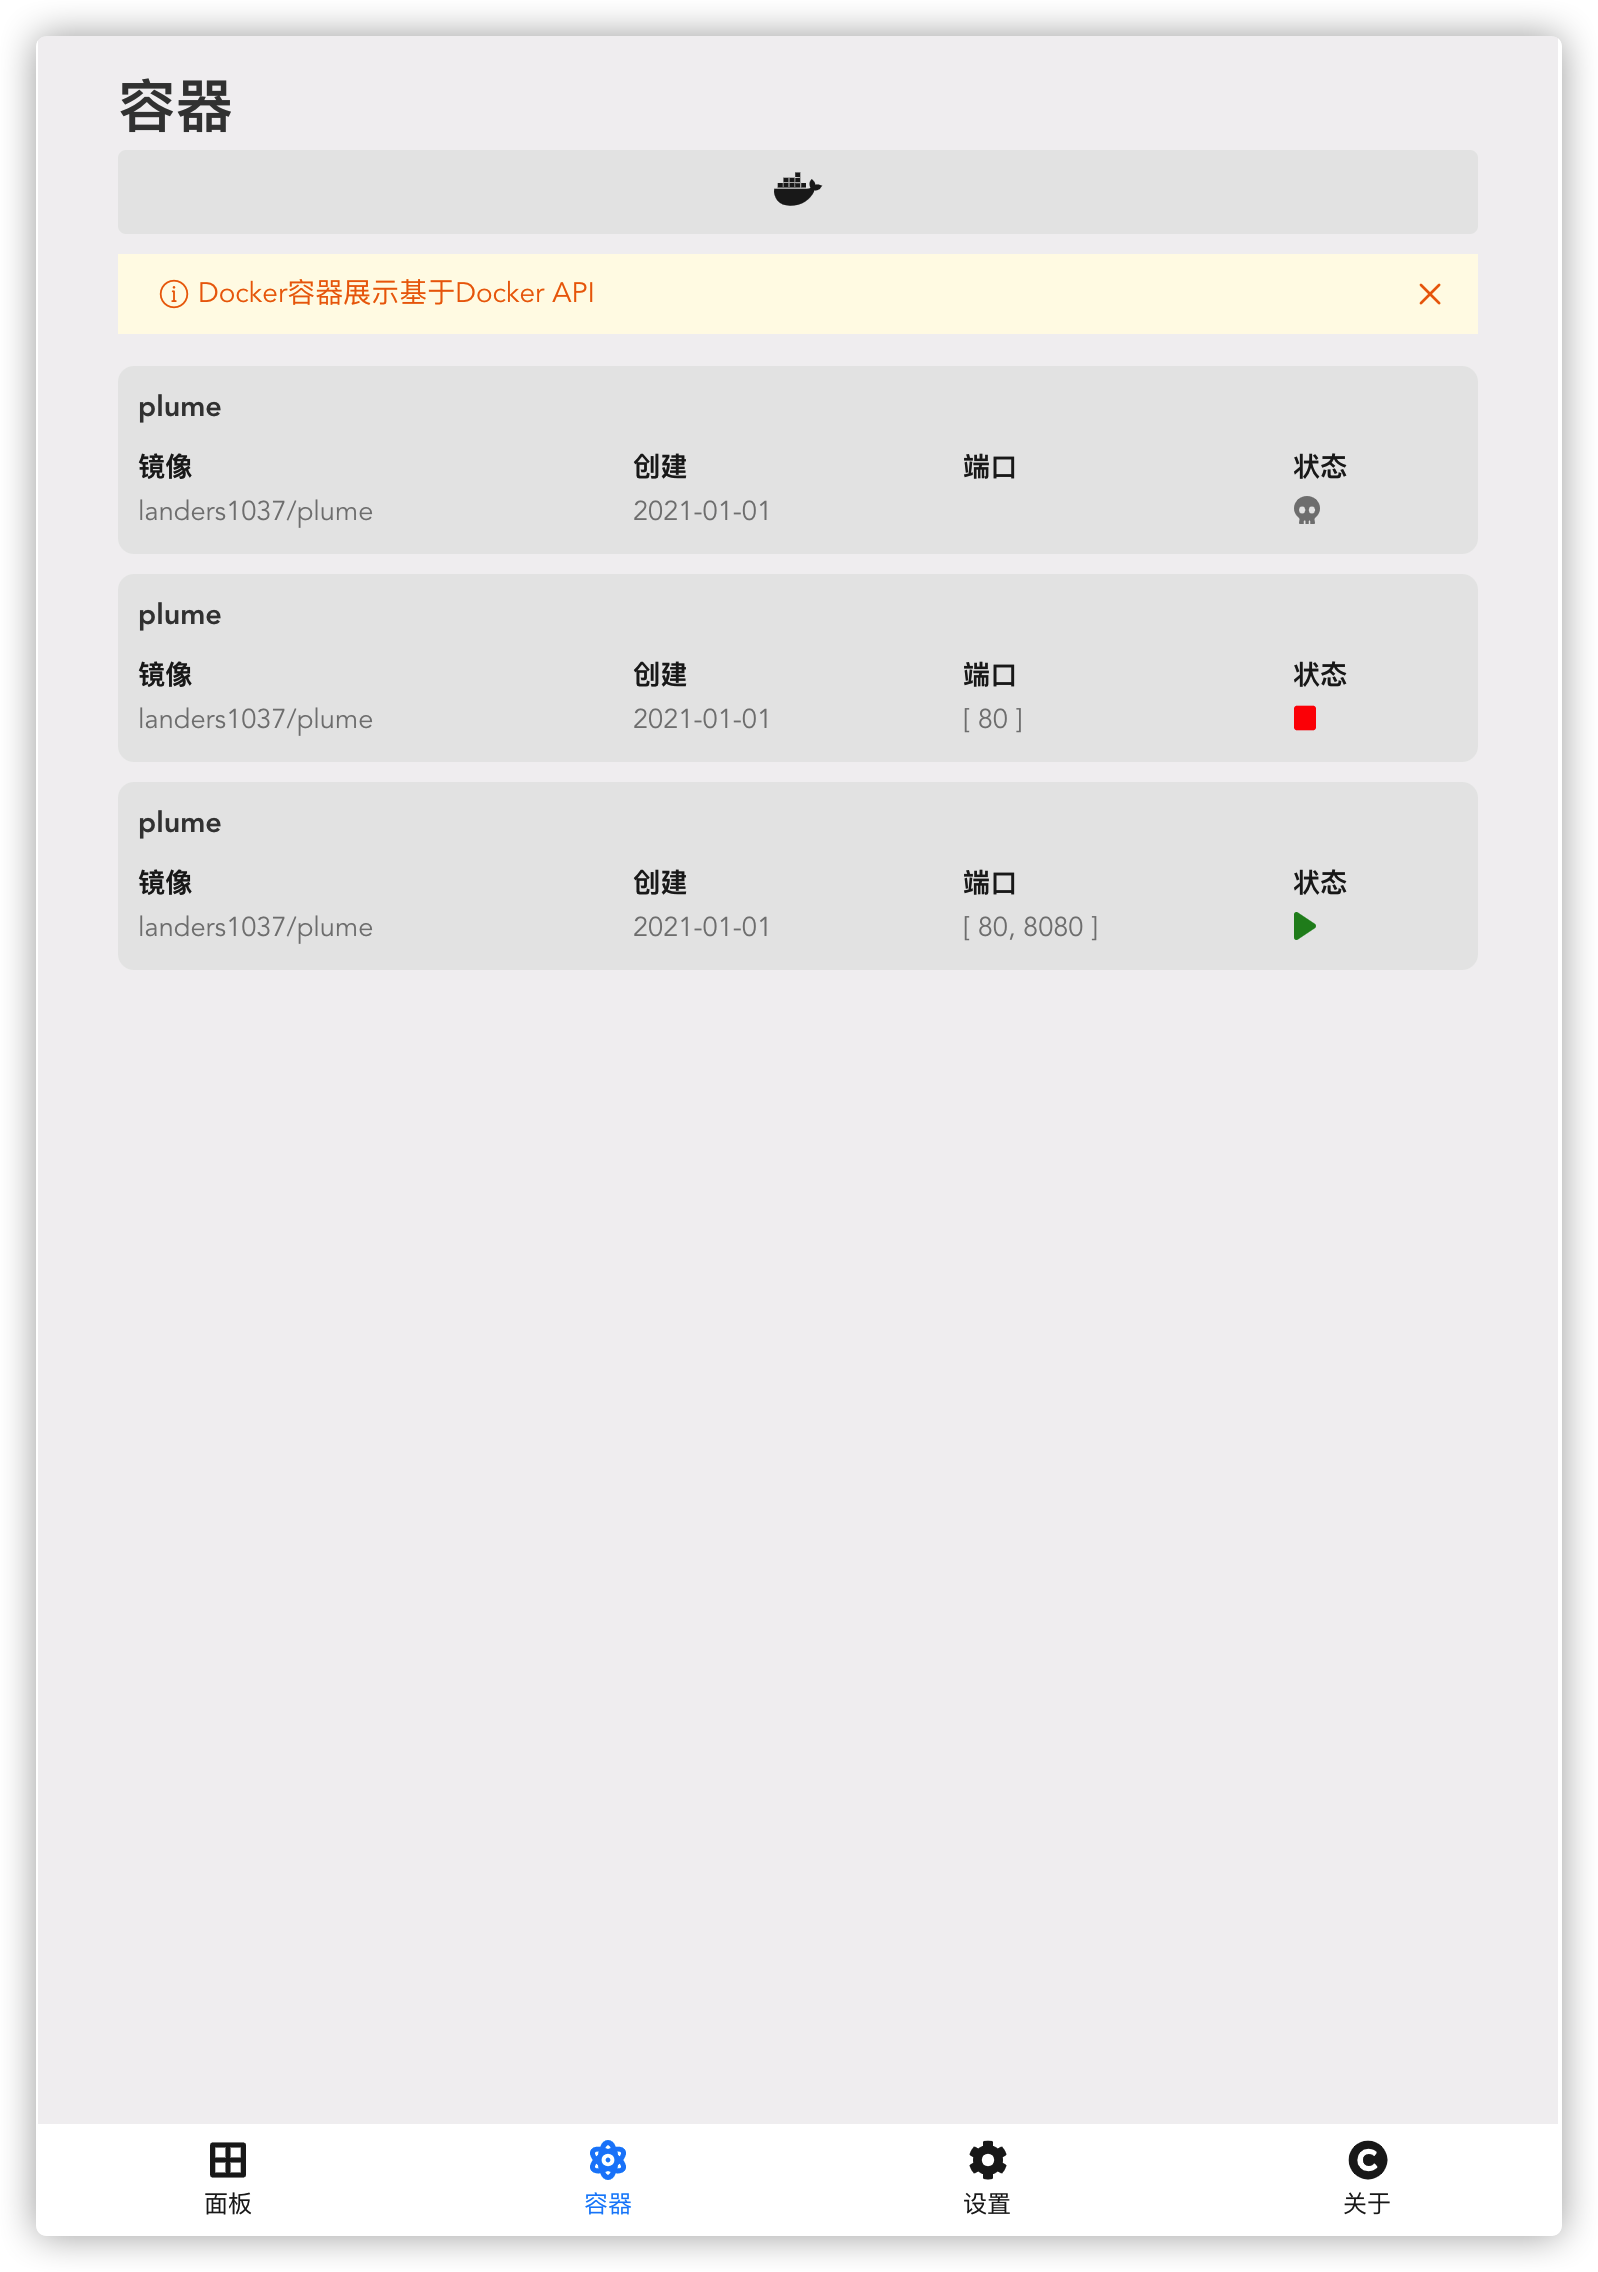 容器
Docker容器展示基于Docker API
plume
镜像 创建 端口 状态
landers1037/plume 2021-01-01
plume
镜像 创建 端口 状态
landers1037/plume 2021-01-01 [ 80 ]
plume
镜像 创建 端口 状态
landers1037/plume 2021-01-01 [ 80, 8080 ]
面板 容器 设置 关于